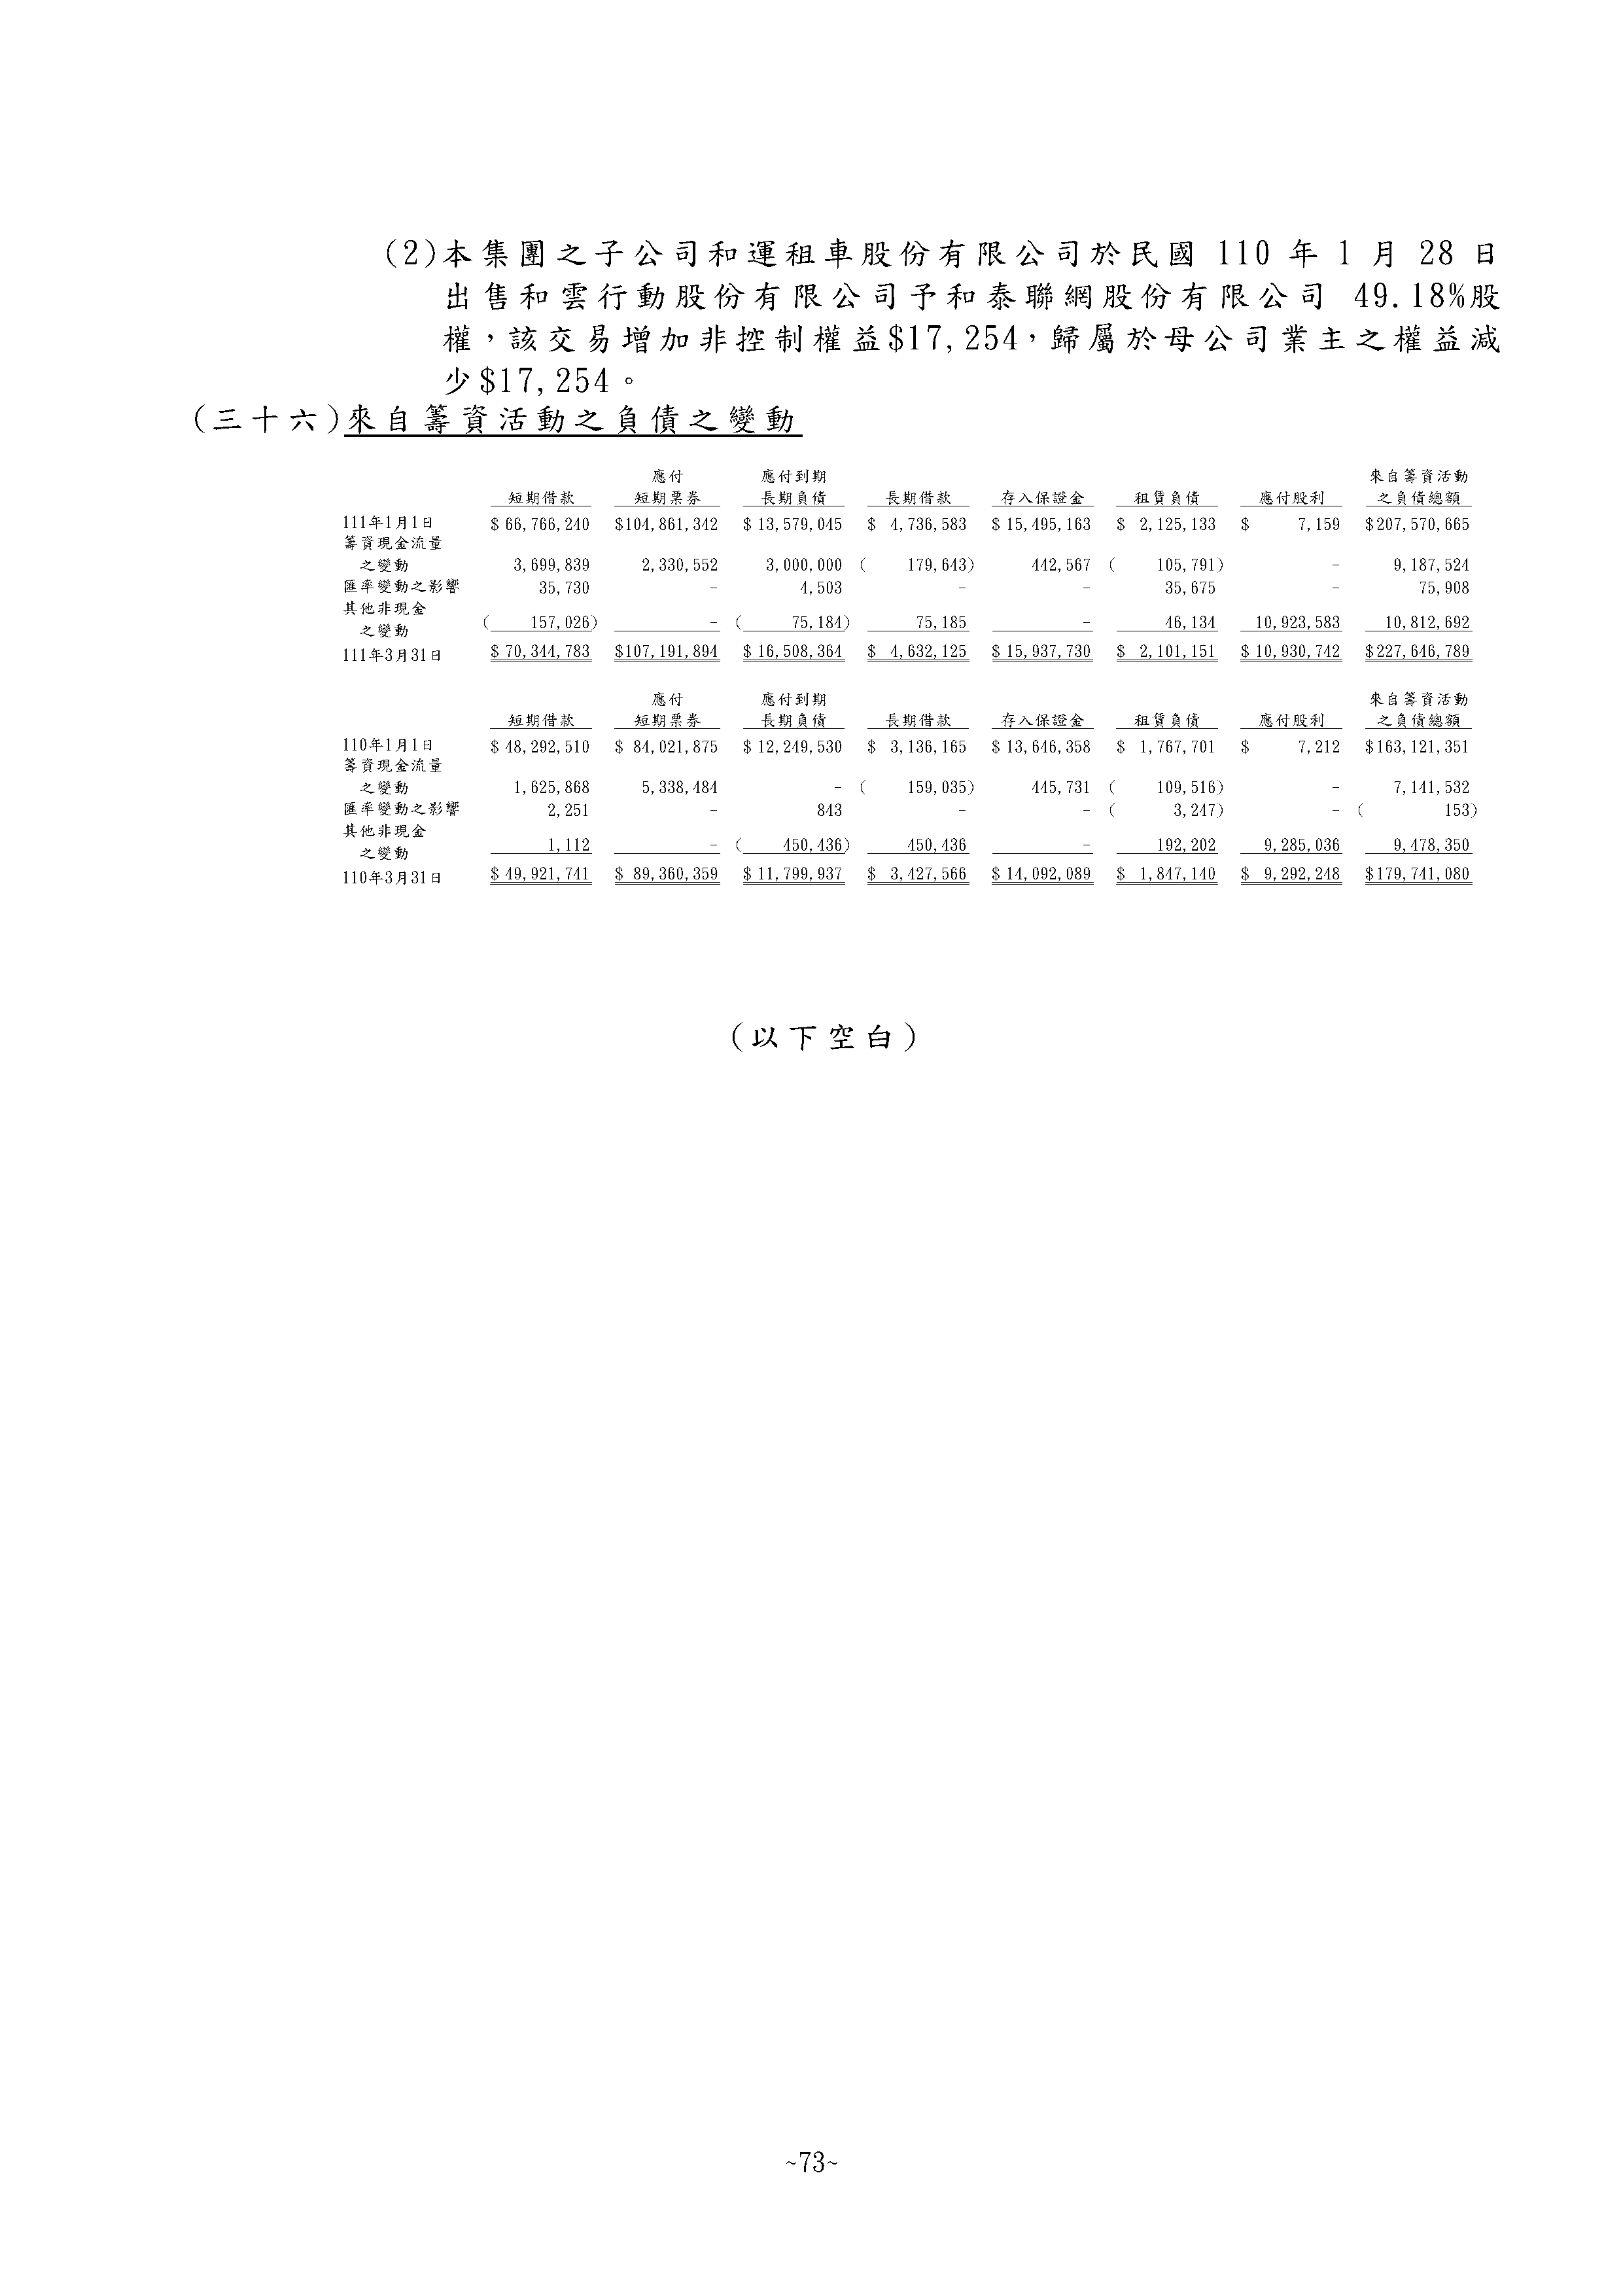 (2)本集團之子公司和運租車股份有限公司於民國 110 年 1 月 28 日
出售和雲行動股份有限公司予和泰聯網股份有限公司 49.18%股
權，該交易增加非控制權益$17,254，歸屬於母公司業主之權益減
少$17,254。
(三十六)來自籌資活動之負債之變動
應付 應付到期 來自籌資活動
短期借款 短期票券 長期負債 長期借款 存入保證金 租賃負債 應付股利 之負債總額
111年1月1日 $ 66,766,240 $104,861,342 $ 13,579,045 $ 4,736,583 $ 15,495,163 $ 2,125,133 $ 7,159 $207,570,665
籌資現金流量
之變動 3,699,839 2,330,552 3,000,000 ( 179,643) 442,567 ( 105,791) - 9,187,524
匯率變動之影響 35,730 - 4,503 - - 35,675 - 75,908
其他非現金
之變動 ( 157,026) - ( 75,184) 75,185 - 46,134 10,923,583 10,812,692
111年3月31日 $ 70,344,783 $107,191,894 $ 16,508,364 $ 4,632,125 $ 15,937,730 $ 2,101,151 $ 10,930,742 $227,646,789
應付 應付到期 來自籌資活動
短期借款 短期票券 長期負債 長期借款 存入保證金 租賃負債 應付股利 之負債總額
110年1月1日 $ 48,292,510 $ 84,021,875 $ 12,249,530 $ 3,136,165 $ 13,646,358 $ 1,767,701 $ 7,212 $163,121,351
籌資現金流量
之變動 1,625,868 5,338,484 - ( 159,035) 445,731 ( 109,516) - 7,141,532
匯率變動之影響 2,251 - 843 - - ( 3,247) - ( 153)
其他非現金
之變動 1,112 - ( 450,436) 450,436 - 192,202 9,285,036 9,478,350
110年3月31日 $ 49,921,741 $ 89,360,359 $ 11,799,937 $ 3,427,566 $ 14,092,089 $ 1,847,140 $ 9,292,248 $179,741,080
(以下空白)
~73~